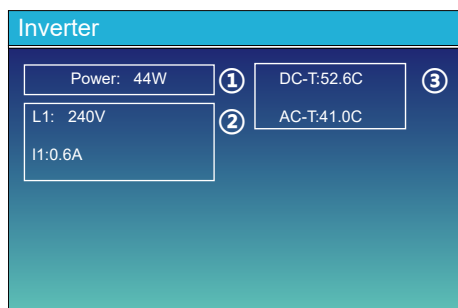 Inverter
Power: 44W
①
L1: 240V
I1:0.6A
②
DC-T:52.6C
AC-T:41.0C
③